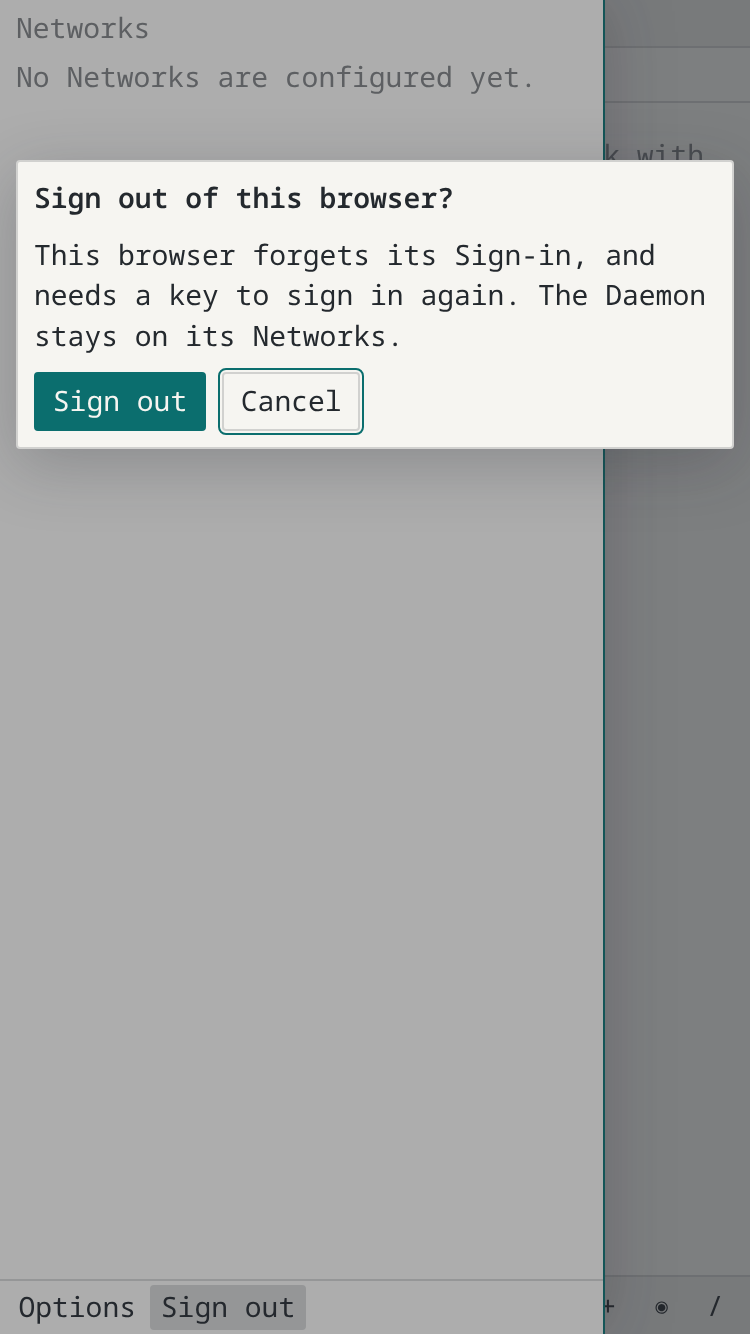 Networks
No Networks are configured yet.
k with
Sign out of this browser?
This browser forgets its Sign-in, and
needs a key to sign in again. The Daemon
stays on its Networks.
Sign out
Cancel
Options
Sign out
+ ◉ /